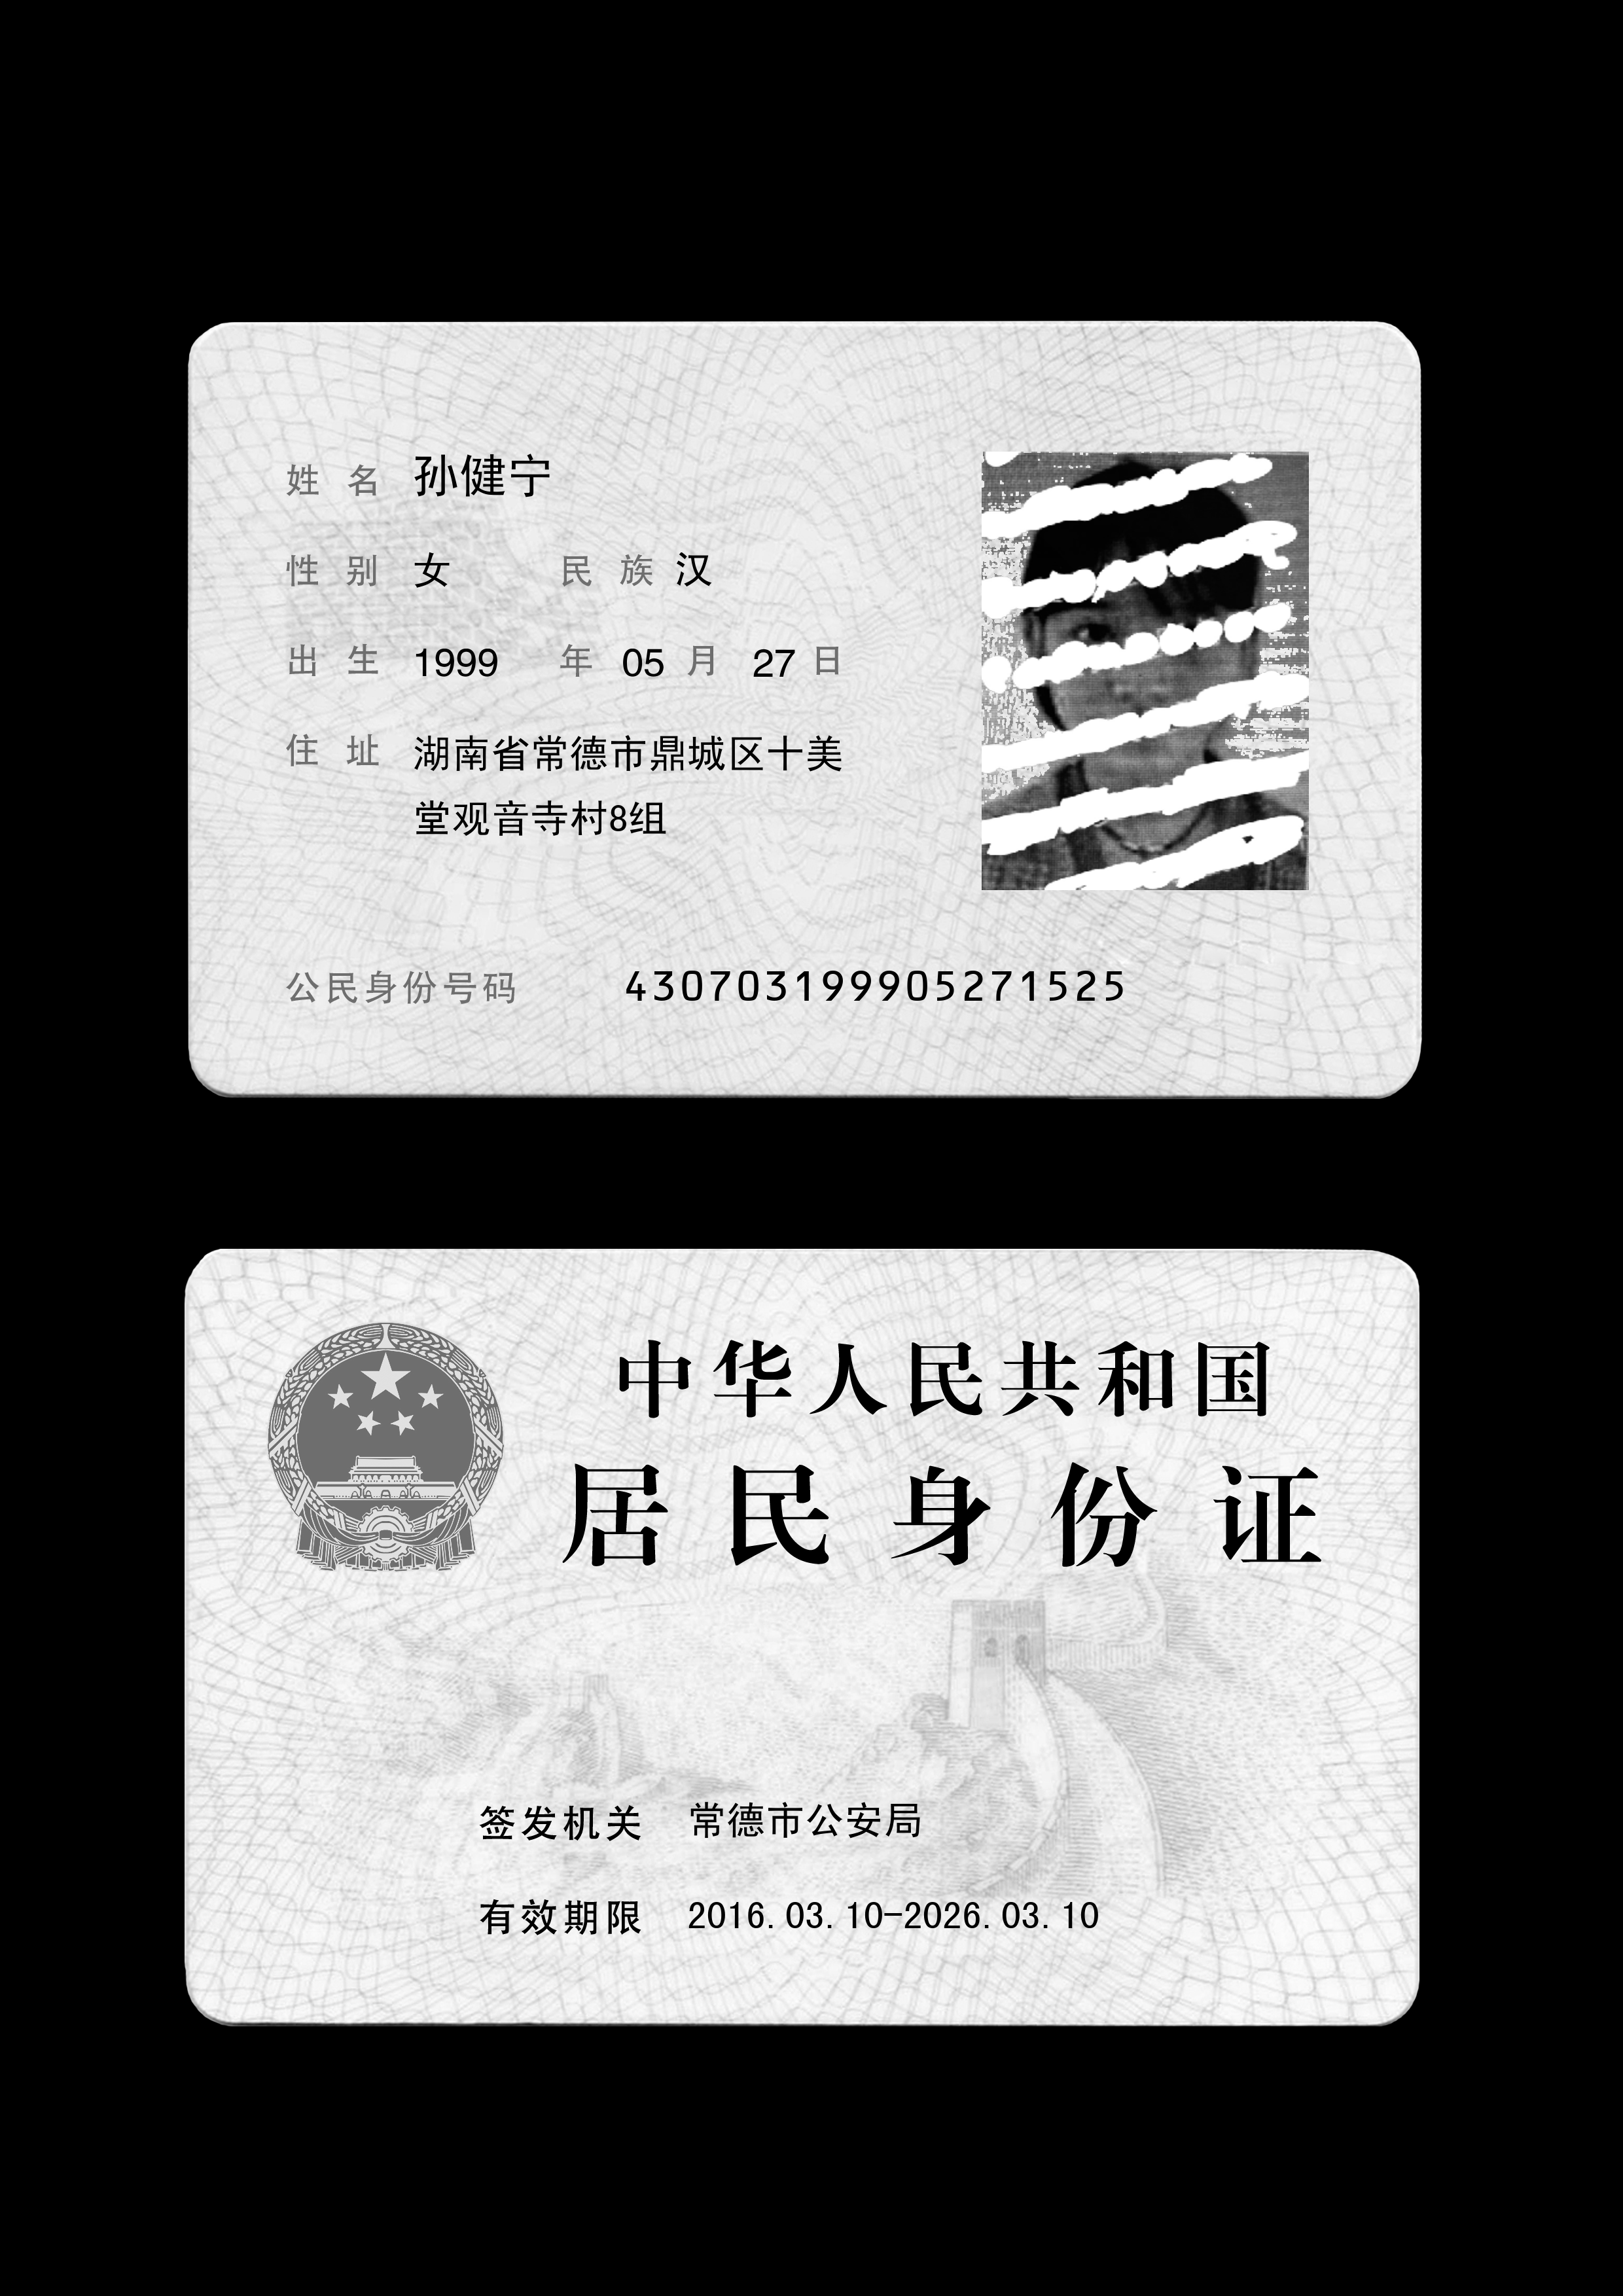 姓名 孙健宁
性别 女 民族 汉
出生 1999 年 05 月 27 日
住址 湖南省常德市鼎城区十美
堂观音寺村8组
公民身份号码 430703199905271525
中华人民共和国
居民身份证
签发机关 常德市公安局
有效期限 2016.03.10-2026.03.10